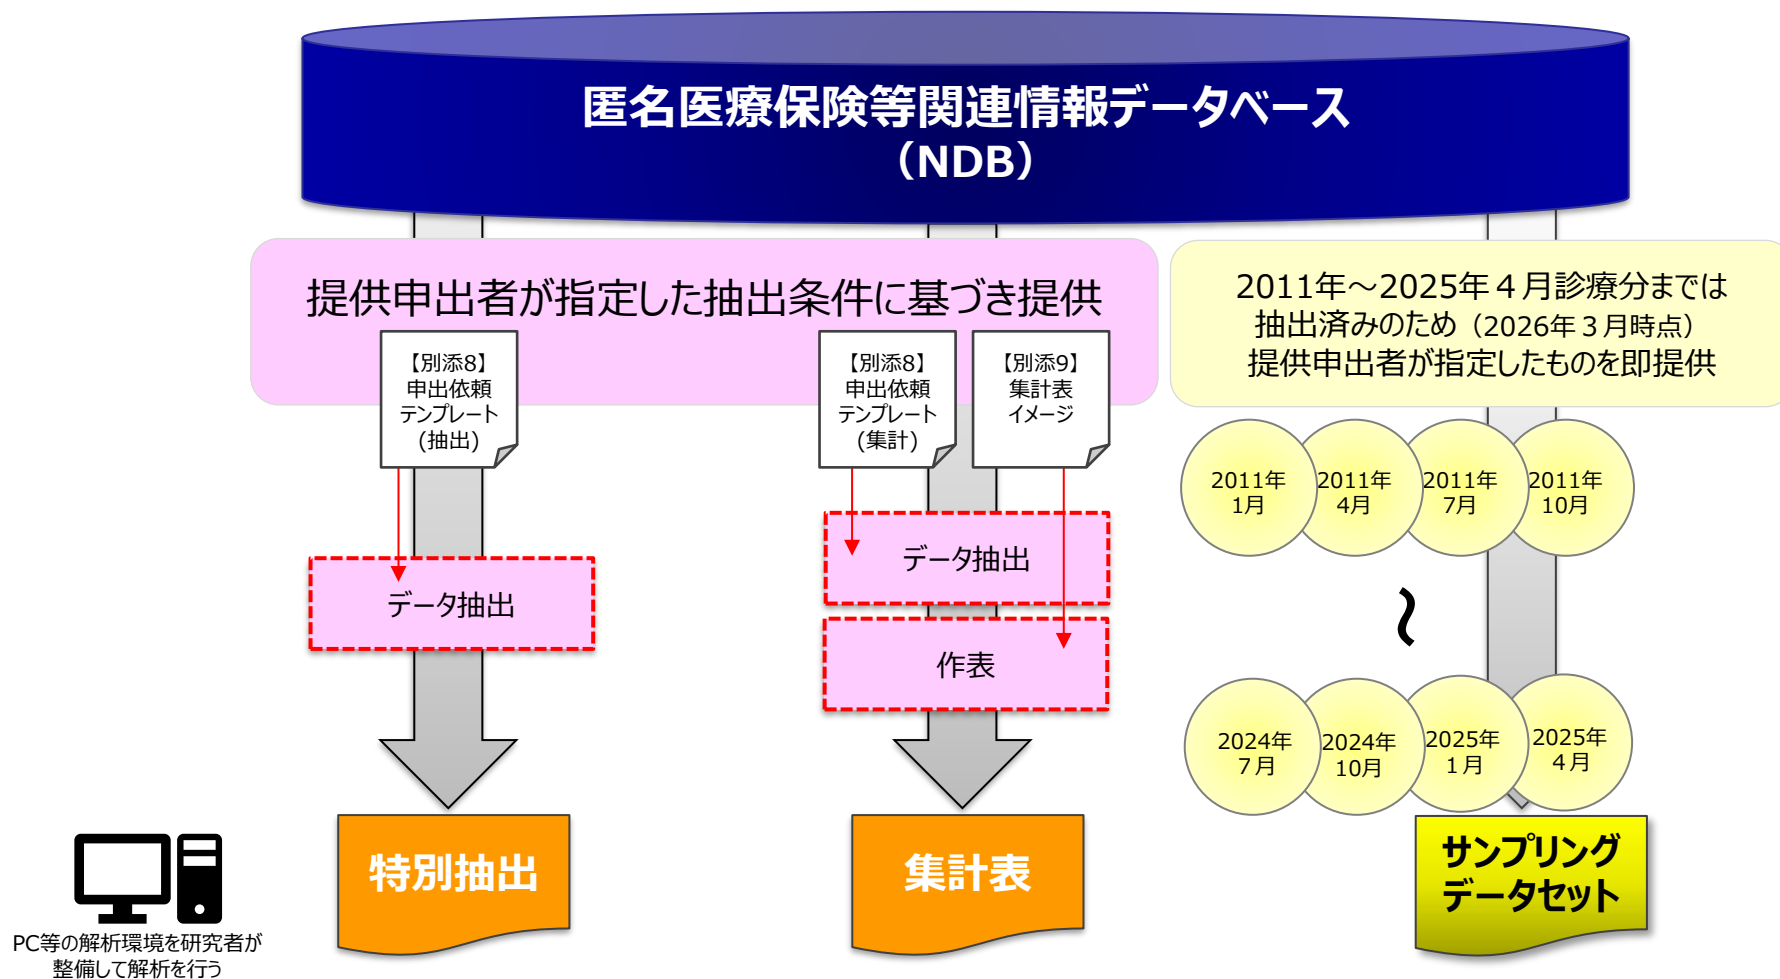 匿名医療保険等関連情報データベース
（NDB）
提供申出者が指定した抽出条件に基づき提供
2011年～2025年４月診療分までは
抽出済みのため（2026年３月時点）
提供申出者が指定したものを即提供
【別添8】
申出依頼
テンプレート
(抽出)
【別添8】
申出依頼
テンプレート
(集計)
【別添9】
集計表
イメージ
2011年
1月
2011年
4月
2011年
7月
2011年
10月
データ抽出
データ抽出
作表
～
2024年
７月
2024年
10月
2025年
１月
2025年
４月
特別抽出
集計表
サンプリング
データセット
PC等の解析環境を研究者が
整備して解析を行う